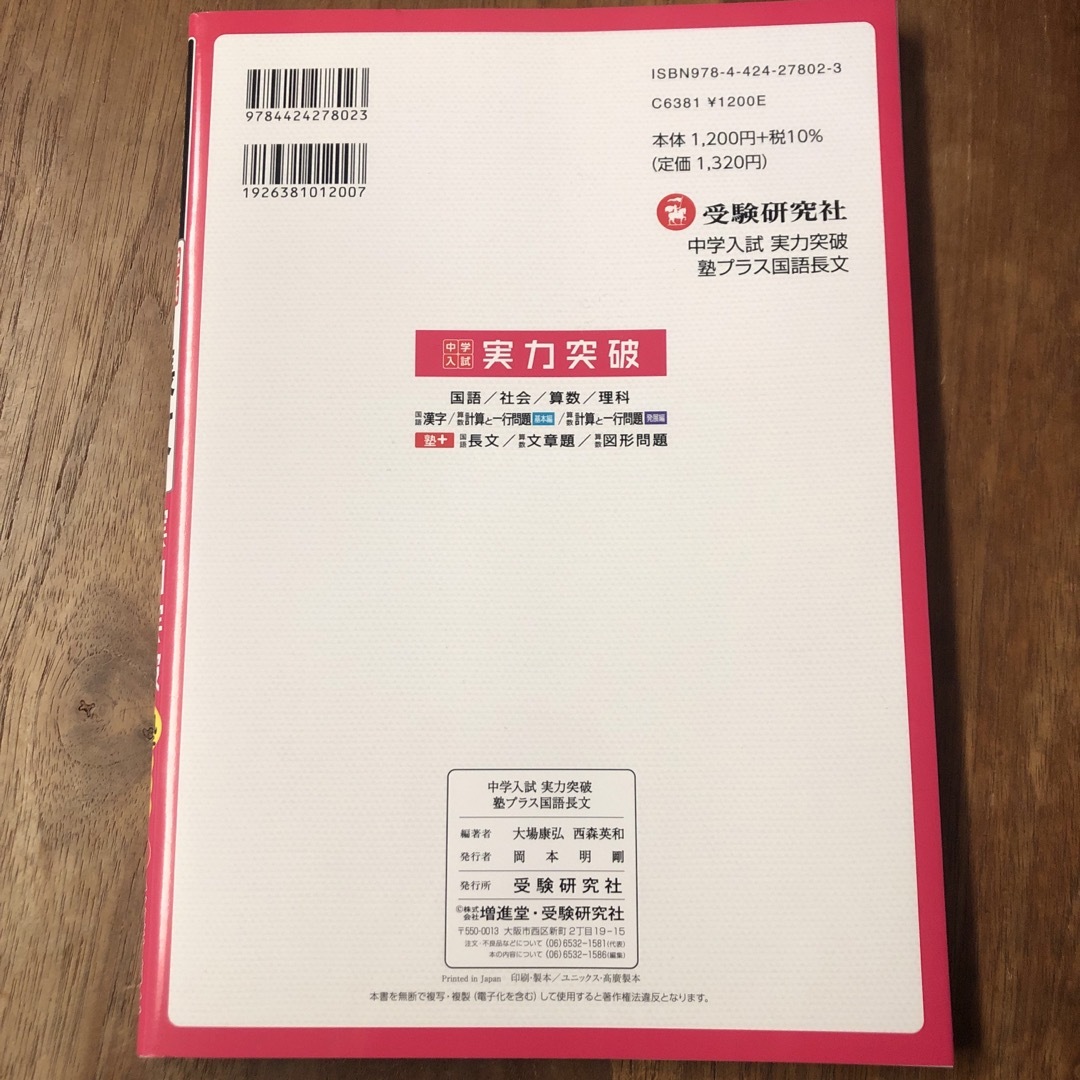 9784424278023
1926381012007
ISBN978-4-424-27802-3
C6381 ¥1200E
本体 1,200円+税10%
(定価 1,320円)
受験研究社
中学入試 実力突破
塾プラス国語長文
中学入試 実力突破
国語/社会/算数/理科
国語漢字/算数計算と一行問題 基本編/算数計算と一行問題 発展編
塾+ 国語長文/算数文章題/算数図形問題
中学入試 実力突破
塾プラス国語長文
編著者 大場康弘 西森英和
発行者 岡本明剛
発行所 受験研究社
©株式会社増進堂・受験研究社
〒550-0013 大阪市西区新町2丁目19-15
注文・不良品などについて (06)6532-1581(代表)
本の内容について (06)6532-1586(編集)
Printed in Japan 印刷・製本/ユニックス・高廣製本
本書を無断で複写・複製(電子化を含む)して使用すると著作権法違反となります。